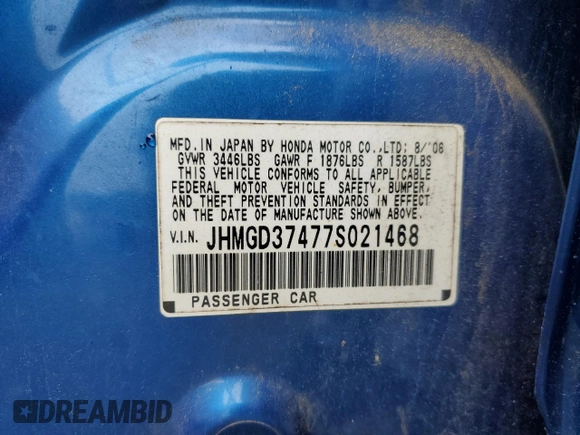 MFD. IN JAPAN BY HONDA MOTOR CO.,LTD; 8/'08
GVWR 3446LBS GAWR F 1876LBS R 1587LBS
THIS VEHICLE CONFORMS TO ALL APPLICABLE
FEDERAL MOTOR VEHICLE SAFETY, BUMPER,
AND THEFT PREVENTION STANDARDS IN EFFECT
ON THE DATE OF MANUFACTURE SHOWN ABOVE.
V.I.N. JHMGD37477S021468
PASSENGER CAR
DREAMBID